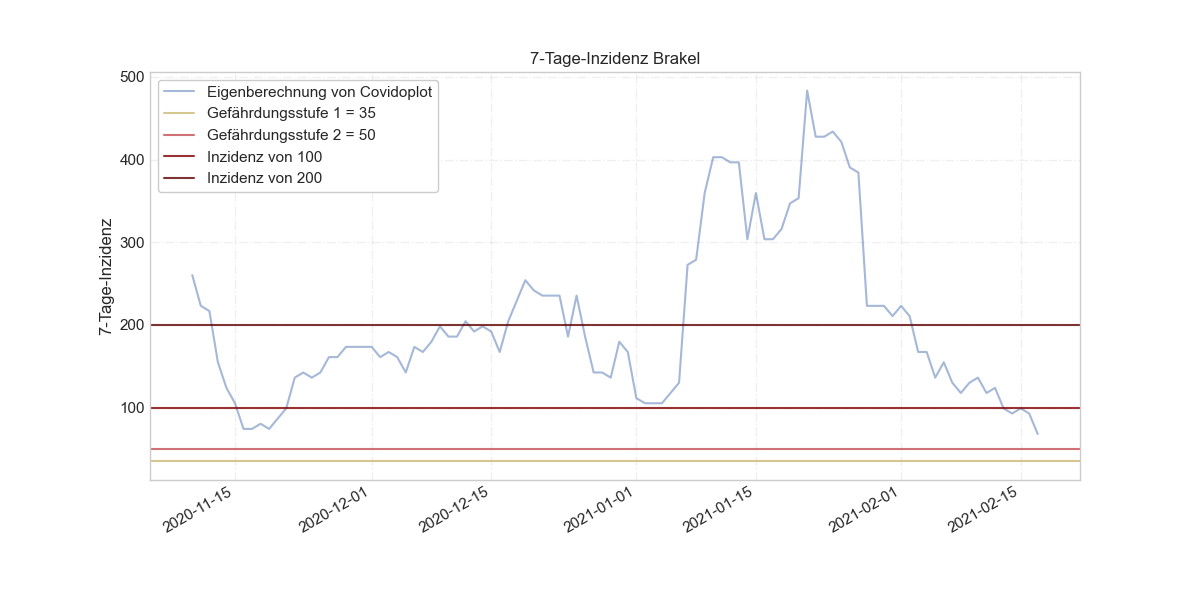 7-Tage-Inzidenz Brakel
7-Tage-Inzidenz
500
400
300
200
100
Eigenberechnung von Covidoplot
Gefährdungsstufe 1 = 35
Gefährdungsstufe 2 = 50
Inzidenz von 100
Inzidenz von 200
2020-11-15
2020-12-01
2020-12-15
2021-01-01
2021-01-15
2021-02-01
2021-02-15